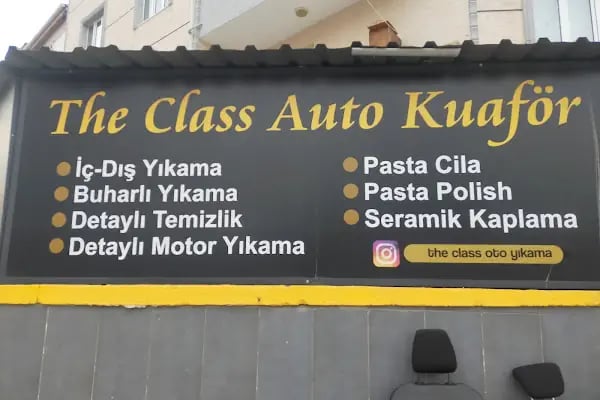 The Class Auto Kuaför
İç-Dış Yıkama
Buharlı Yıkama
Detaylı Temizlik
Detaylı Motor Yıkama
Pasta Cila
Pasta Polish
Seramik Kaplama
the class oto yıkama